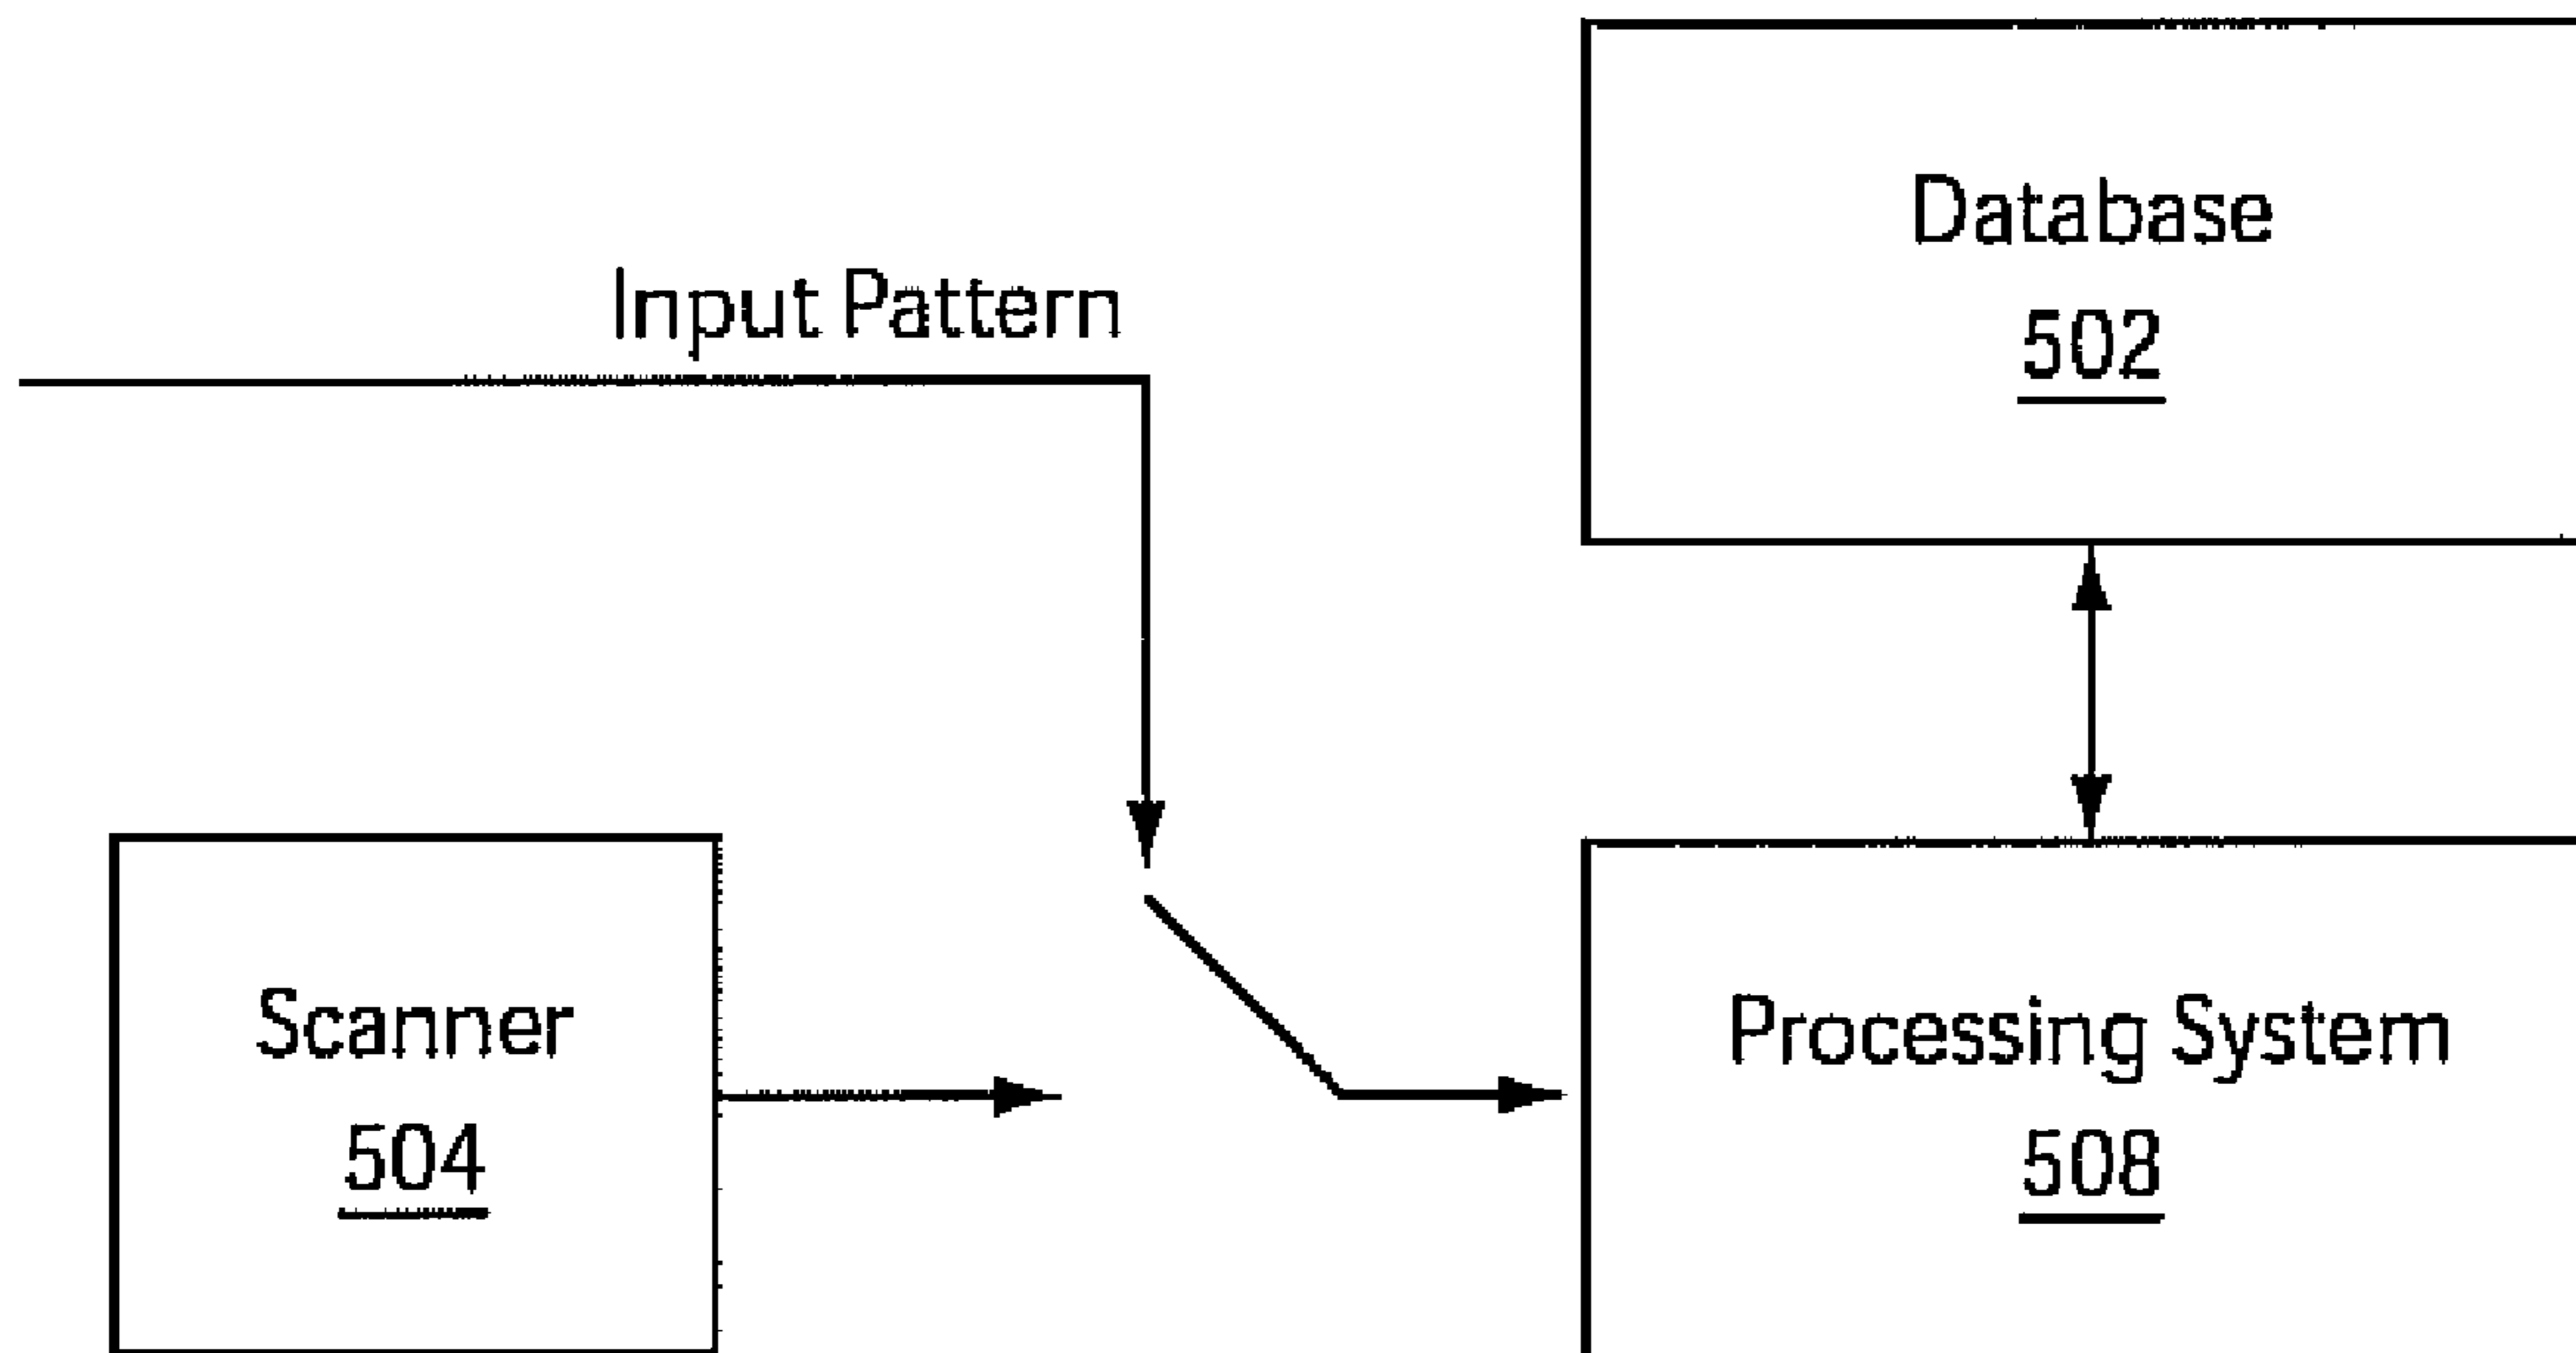 Database
502
Input Pattern
Scanner
504
Processing System
508